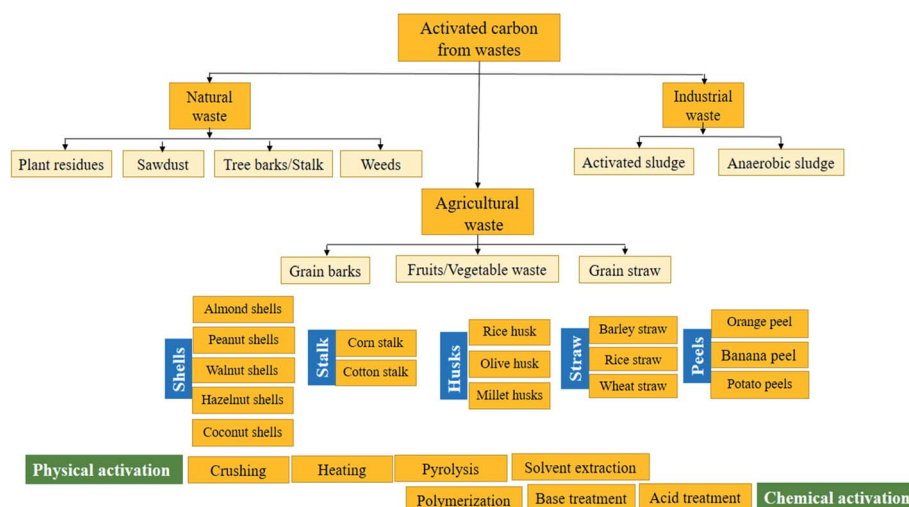 Activated carbon
from wastes
Natural
waste
Industrial
waste
Plant residues
Sawdust
Tree barks/Stalk
Weeds
Activated sludge
Anaerobic sludge
Agricultural
waste
Grain barks
Fruits/Vegetable waste
Grain straw
Shells
Almond shells
Peanut shells
Walnut shells
Hazelnut shells
Coconut shells
Stalk
Corn stalk
Cotton stalk
Husks
Rice husk
Olive husk
Millet husks
Straw
Barley straw
Rice straw
Wheat straw
Peels
Orange peel
Banana peel
Potato peels
Physical activation
Crushing
Heating
Pyrolysis
Solvent extraction
Polymerization
Base treatment
Acid treatment
Chemical activation